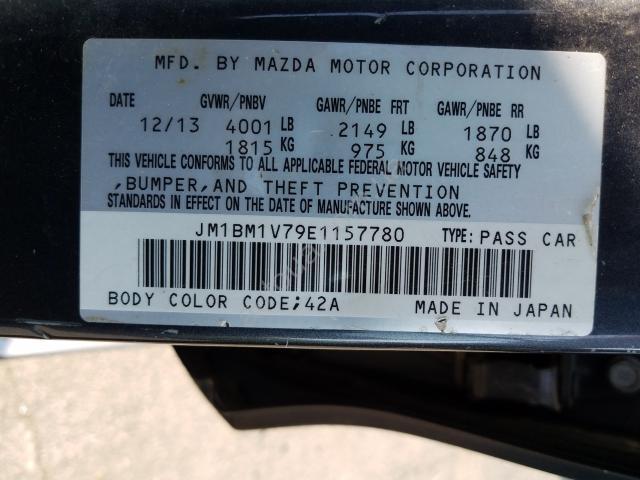 MFD. BY MAZDA MOTOR CORPORATION
DATE GVWR/PNBV GAWR/PNBE FRT GAWR/PNBE RR
12/13 4001 LB 2149 LB 1870 LB
1815 KG 975 KG 848 KG
THIS VEHICLE CONFORMS TO ALL APPLICABLE FEDERAL MOTOR VEHICLE SAFETY
,BUMPER,AND THEFT PREVENTION
STANDARDS IN EFFECT ON THE DATE OF MANUFACTURE SHOWN ABOVE.
JM1BM1V79E1157780 TYPE: PASS CAR
BODY COLOR CODE;42A MADE IN JAPAN